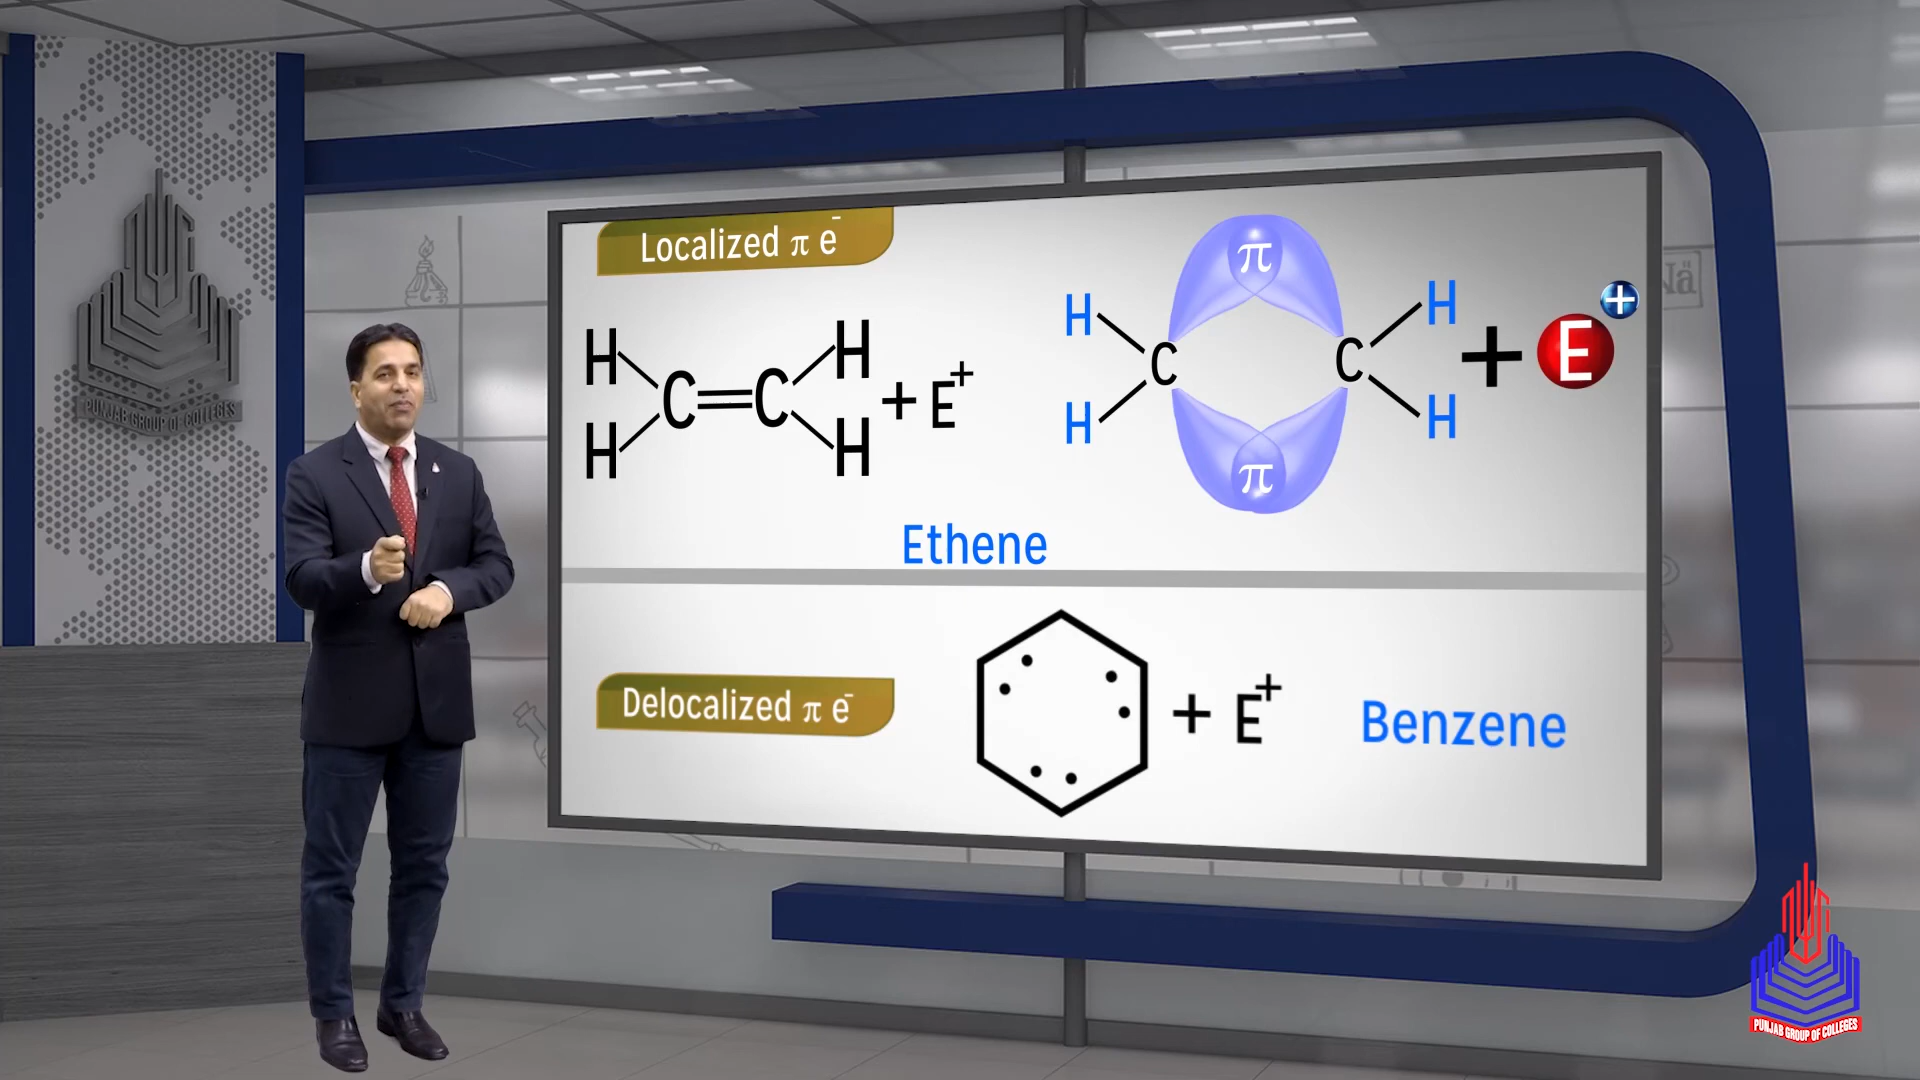 Localized π e⁻
H H
C=C + E⁺
H H
π
H C C H + E +
H H
π
Ethene
Delocalized π e⁻
+ E⁺
Benzene
PUNJAB GROUP OF COLLEGES
PUNJAB GROUP OF COLLEGES